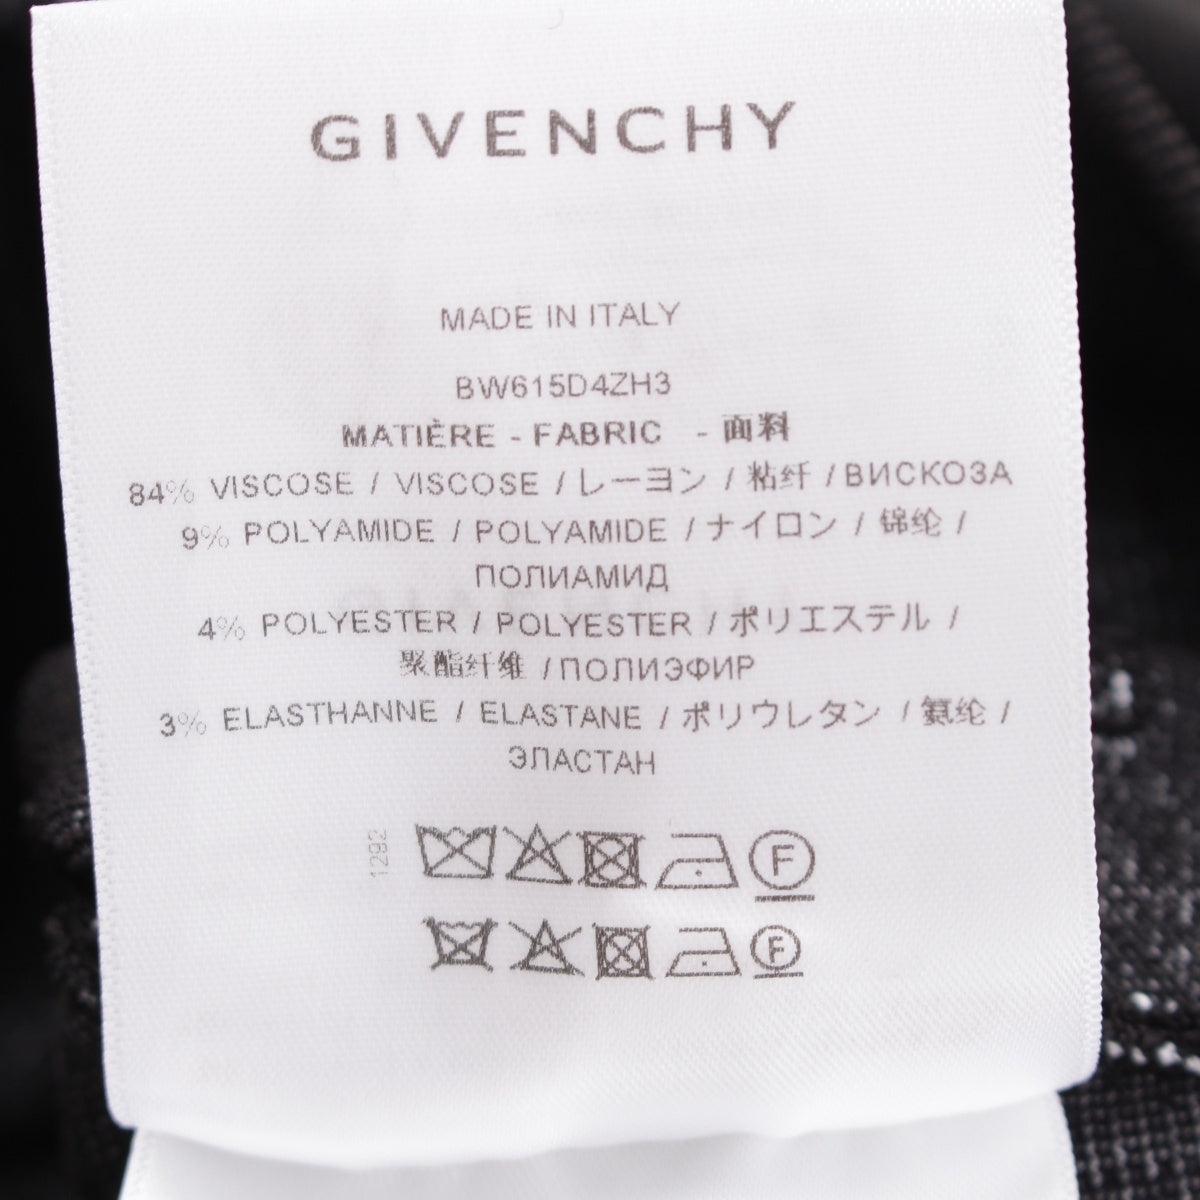 GIVENCHY
MADE IN ITALY
BW615D4ZH3
MATIÈRE - FABRIC - 面料
84% VISCOSE / VISCOSE / レーヨン / 粘纤 / ВИСКОЗА
9% POLYAMIDE / POLYAMIDE / ナイロン / 锦纶 /
ПОЛИАМИД
4% POLYESTER / POLYESTER / ポリエステル /
聚酯纤维 / ПОЛИЭФИР
3% ELASTHANNE / ELASTANE / ポリウレタン / 氨纶 /
ЭЛАСТАН
1292
F
F